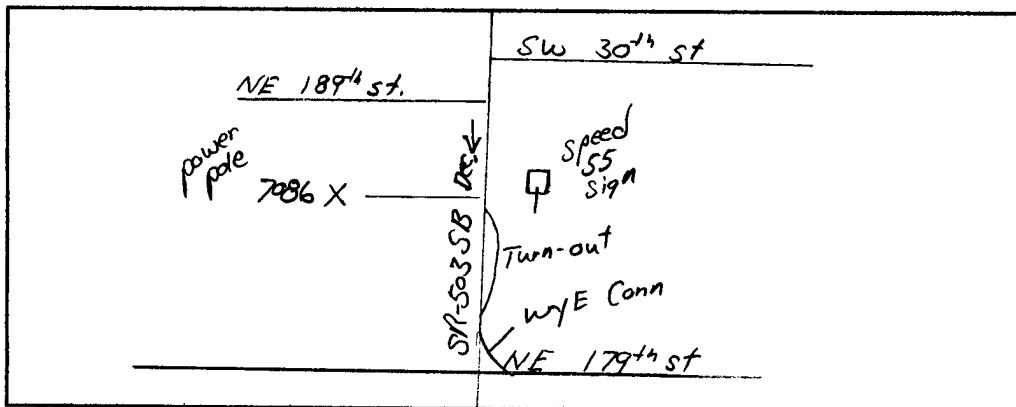 SW 30th st
NE 189th st.
power
pole
7086 X
Dec
Speed
55
Sign
SR-503 SB
Turn-out
WyE Conn
NE 179th st